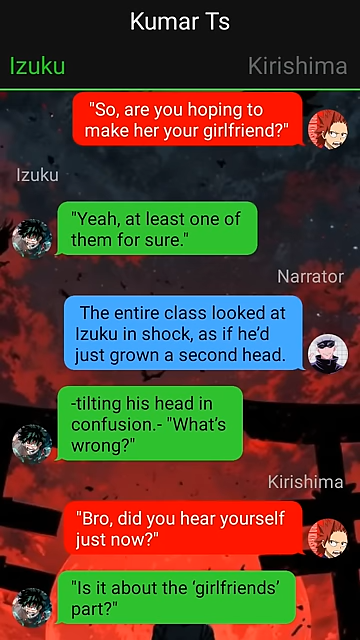 Kumar Ts
Izuku
Kirishima
"So, are you hoping to
make her your girlfriend?"
Izuku
"Yeah, at least one of
them for sure."
Narrator
The entire class looked at
Izuku in shock, as if he’d
just grown a second head.
-tilting his head in
confusion.- "What’s
wrong?"
Kirishima
"Bro, did you hear yourself
just now?"
"Is it about the ‘girlfriends’
part?"